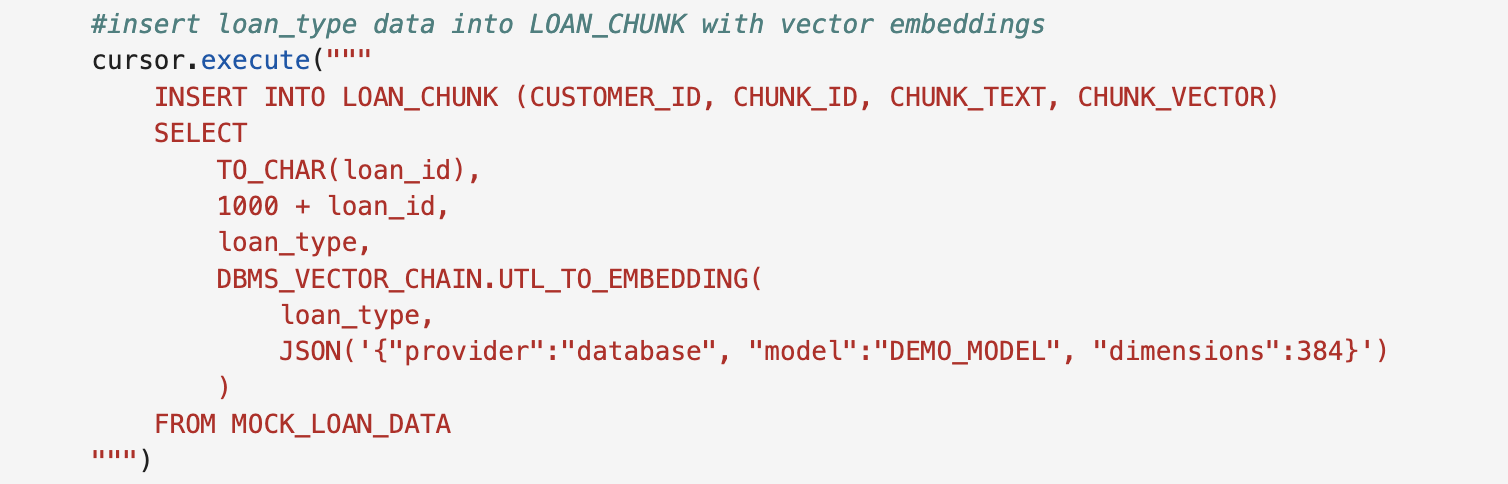 #insert loan_type data into LOAN_CHUNK with vector embeddings
cursor.execute("""
    INSERT INTO LOAN_CHUNK (CUSTOMER_ID, CHUNK_ID, CHUNK_TEXT, CHUNK_VECTOR)
    SELECT
        TO_CHAR(loan_id),
        1000 + loan_id,
        loan_type,
        DBMS_VECTOR_CHAIN.UTL_TO_EMBEDDING(
            loan_type,
            JSON('{"provider":"database", "model":"DEMO_MODEL", "dimensions":384}')
        )
    FROM MOCK_LOAN_DATA
""")